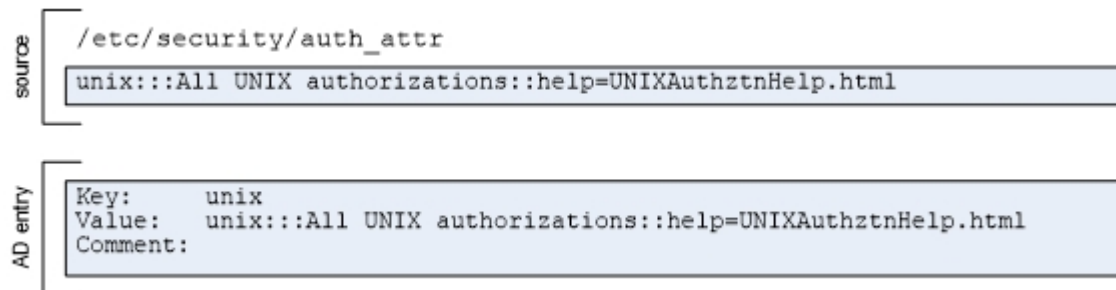 source
/etc/security/auth_attr
unix:::All UNIX authorizations::help=UNIXAuthztnHelp.html
AD entry
Key: unix
Value: unix:::All UNIX authorizations::help=UNIXAuthztnHelp.html
Comment: